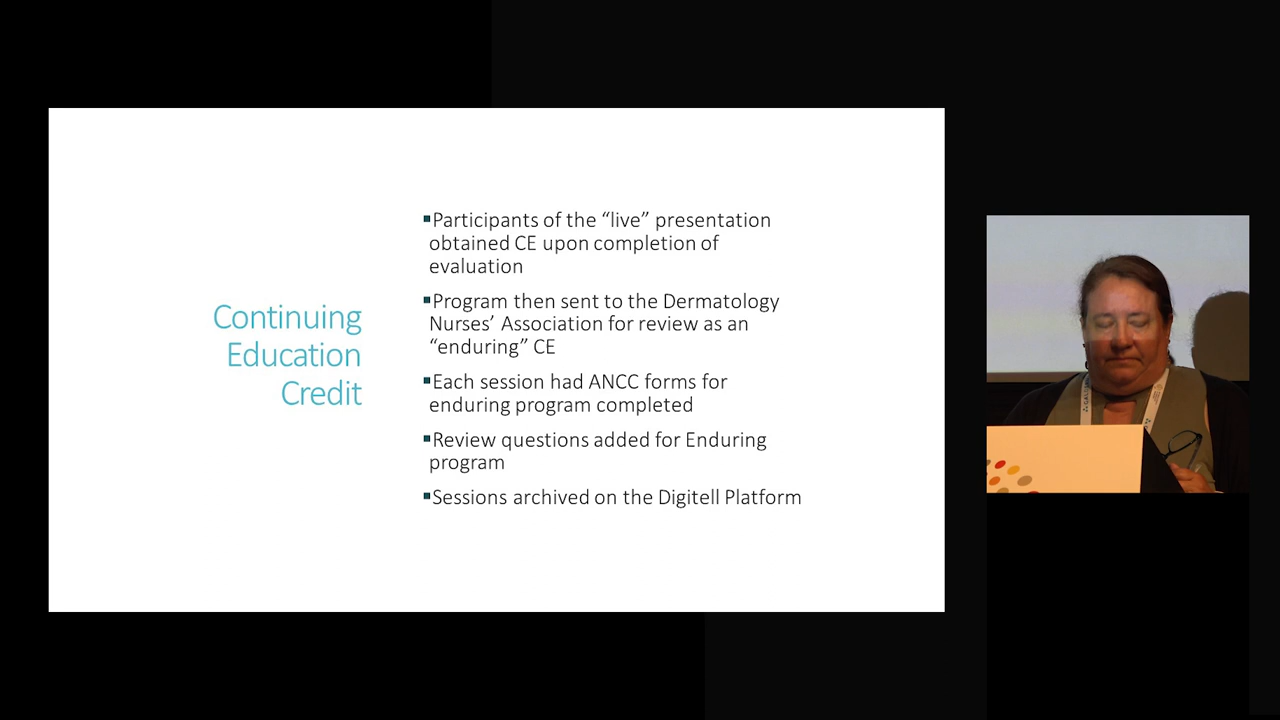 Continuing
Education
Credit
▪Participants of the “live” presentation
obtained CE upon completion of
evaluation
▪Program then sent to the Dermatology
Nurses’ Association for review as an
“enduring” CE
▪Each session had ANCC forms for
enduring program completed
▪Review questions added for Enduring
program
▪Sessions archived on the Digitell Platform